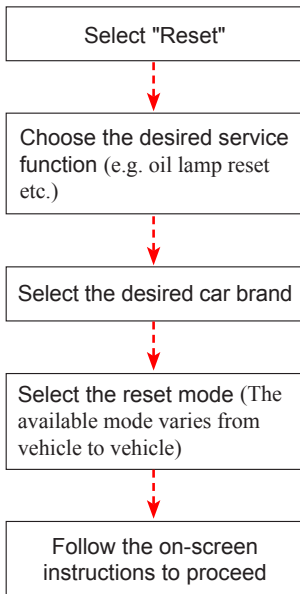 Select "Reset"
Choose the desired service
function (e.g. oil lamp reset
etc.)
Select the desired car brand
Select the reset mode (The
available mode varies from
vehicle to vehicle)
Follow the on-screen
instructions to proceed